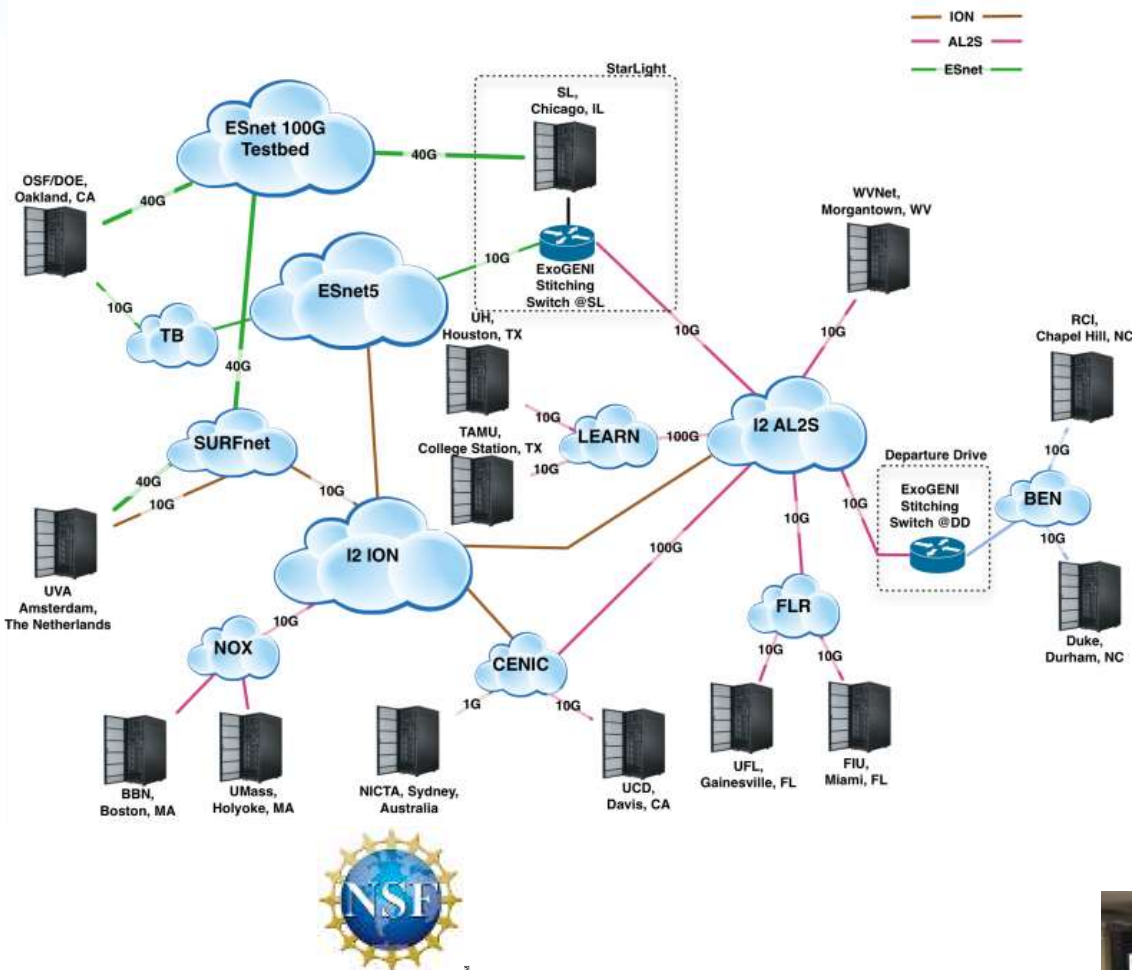 ION
AL2S
ESnet
StarLight
SL,
Chicago, IL
ESnet 100G
Testbed
40G
OSF/DOE,
Oakland, CA
40G
WVNet,
Morgantown, WV
ExoGENI
Stitching
Switch @SL
10G
ESnet5
10G
TB
40G
UH,
Houston, TX
10G
10G
RCI,
Chapel Hill, NC
I2 AL2S
10G
LEARN
100G
TAMU,
College Station, TX
10G
SURFnet
40G
10G
10G
Departure Drive
ExoGENI
Stitching
Switch @DD
10G
BEN
10G
10G
10G
100G
I2 ION
UVA
Amsterdam,
The Netherlands
10G
NOX
CENIC
FLR
10G
10G
Duke,
Durham, NC
1G
10G
BBN,
Boston, MA
UMass,
Holyoke, MA
NICTA, Sydney,
Australia
UCD,
Davis, CA
UFL,
Gainesville, FL
FIU,
Miami, FL
NSF